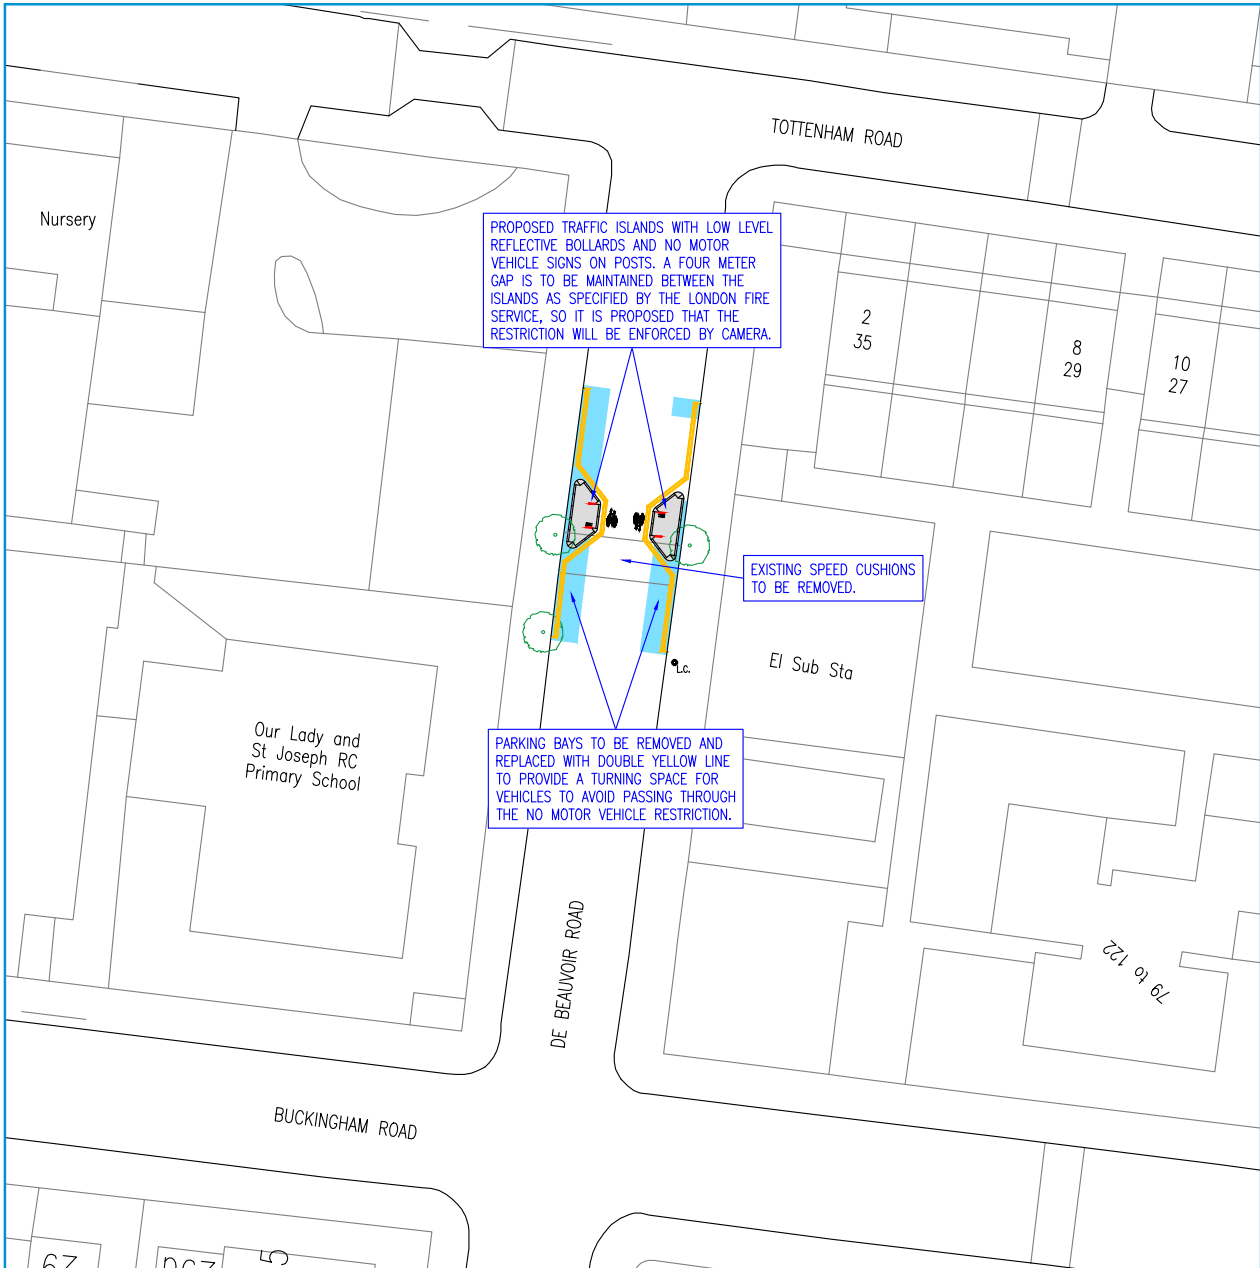 TOTTENHAM ROAD
Nursery
PROPOSED TRAFFIC ISLANDS WITH LOW LEVEL
REFLECTIVE BOLLARDS AND NO MOTOR
VEHICLE SIGNS ON POSTS. A FOUR METER
GAP IS TO BE MAINTAINED BETWEEN THE
ISLANDS AS SPECIFIED BY THE LONDON FIRE
SERVICE, SO IT IS PROPOSED THAT THE
RESTRICTION WILL BE ENFORCED BY CAMERA.
2
35
8
29
10
27
EXISTING SPEED CUSHIONS
TO BE REMOVED.
El Sub Sta
L.c.
Our Lady and
St Joseph RC
Primary School
PARKING BAYS TO BE REMOVED AND
REPLACED WITH DOUBLE YELLOW LINE
TO PROVIDE A TURNING SPACE FOR
VEHICLES TO AVOID PASSING THROUGH
THE NO MOTOR VEHICLE RESTRICTION.
DE BEAUVOIR ROAD
79 to 122
BUCKINGHAM ROAD
5